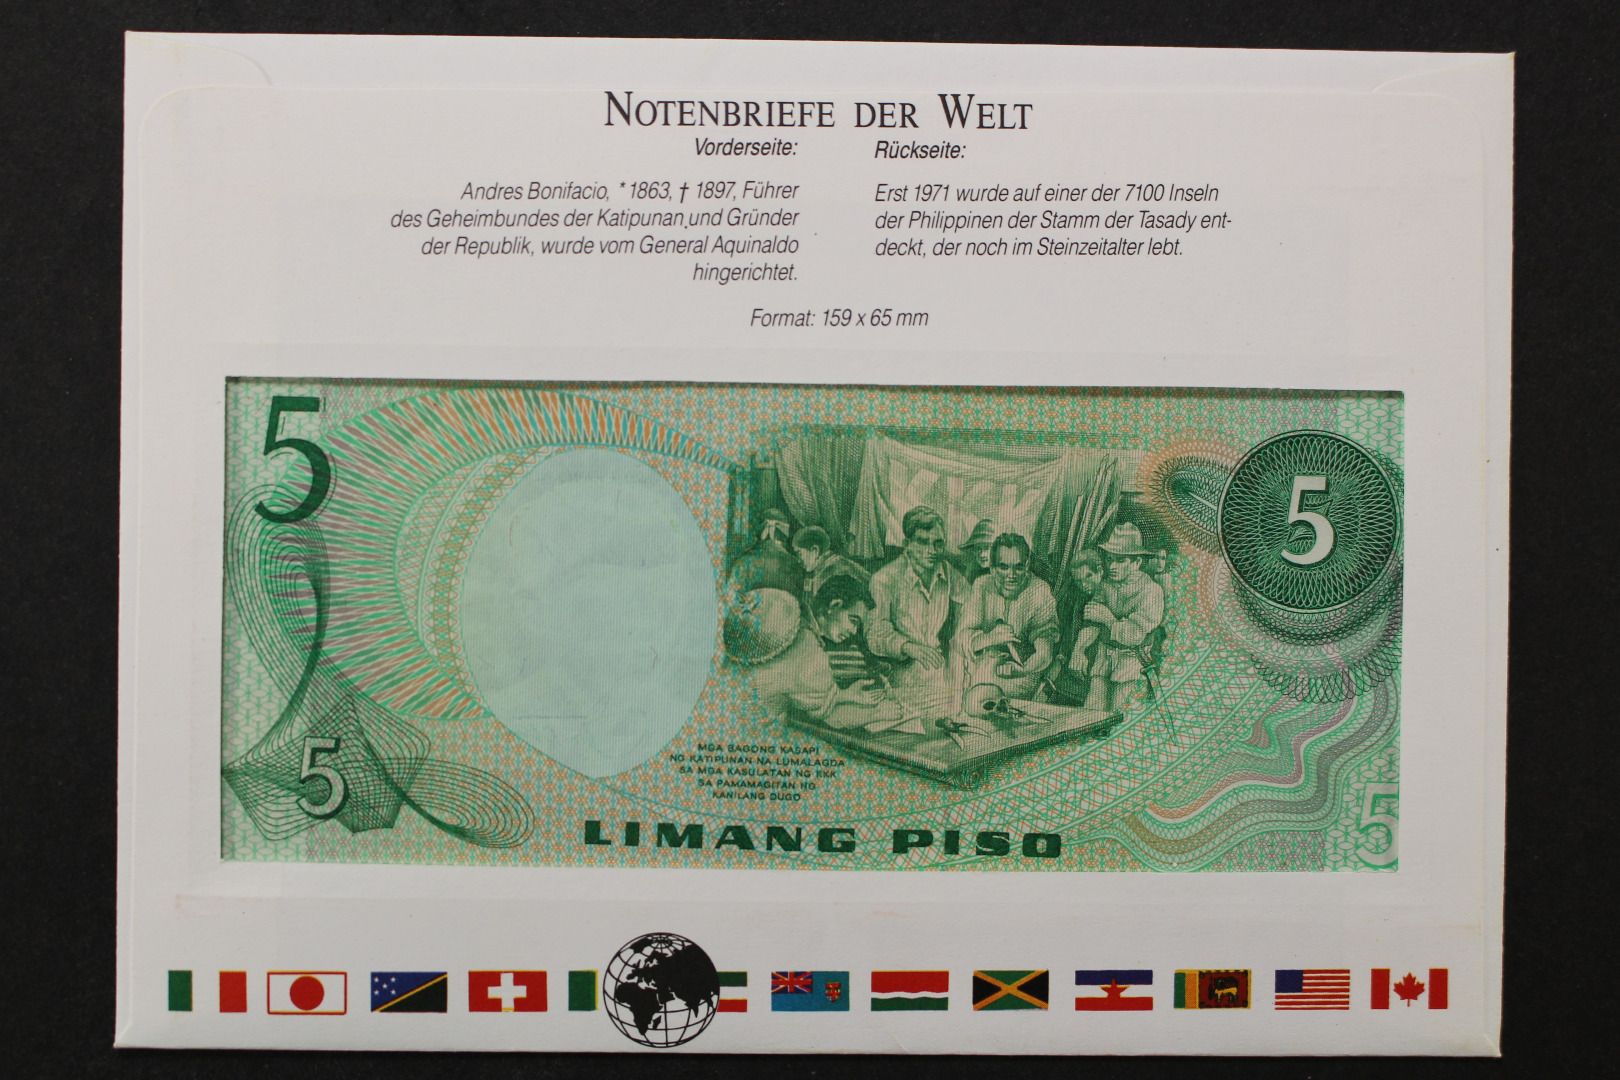 NOTENBRIEFE DER WELT
Vorderseite:
Andres Bonifacio, * 1863, † 1897, Führer
des Geheimbundes der Katipunan und Gründer
der Republik, wurde vom General Aquinaldo
hingerichtet.
Rückseite:
Erst 1971 wurde auf einer der 7100 Inseln
der Philippinen der Stamm der Tasady ent-
deckt, der noch im Steinzeitalter lebt.
Format: 159 x 65 mm
5
KKK
5
5
MGA BAGONG KASAPI
NG KATIPUNAN NA LUMALAGDA
SA MGA KASULATAN NG KKK
SA PAMAMAGITAN NG
KANILANG DUGO
LIMANG PISO
5